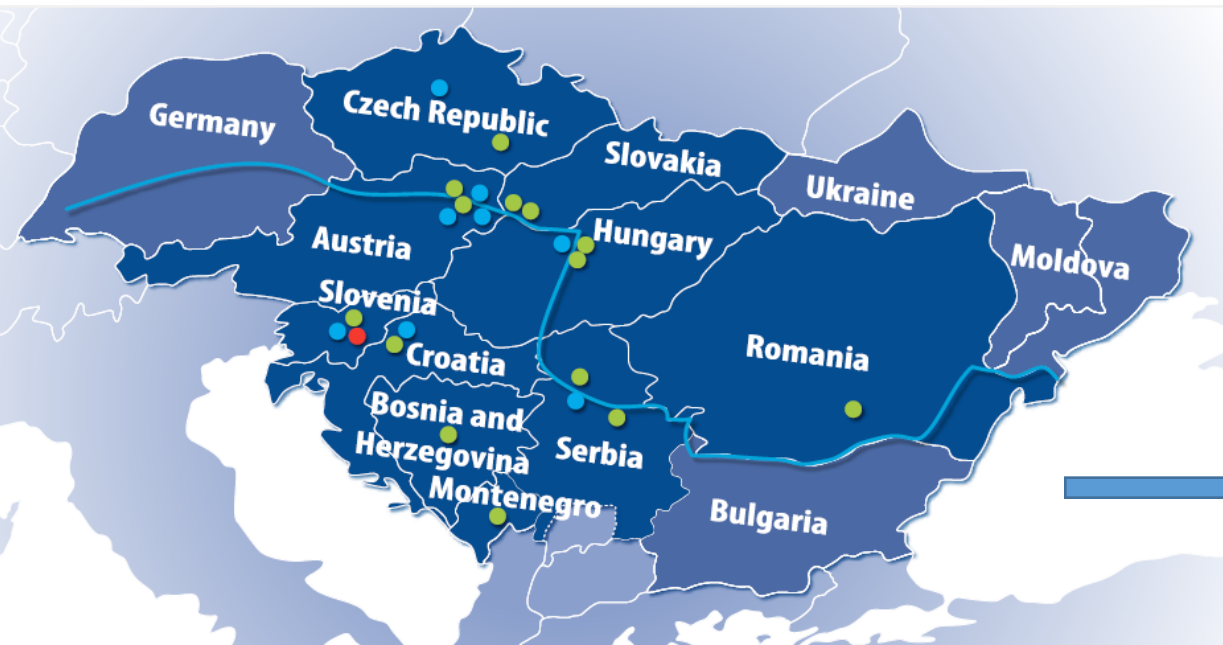 Germany
Czech Republic
Slovakia
Ukraine
Moldova
Austria
Hungary
Slovenia
Croatia
Romania
Bosnia and
Herzegovina
Serbia
Montenegro
Bulgaria